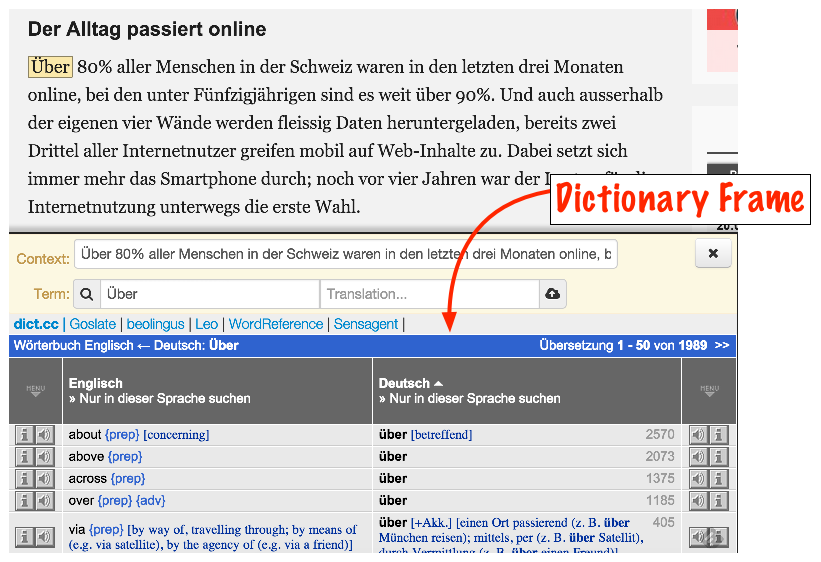 Der Alltag passiert online
Über 80% aller Menschen in der Schweiz waren in den letzten drei Monaten
online, bei den unter Fünfzigjährigen sind es weit über 90%. Und auch ausserhalb
der eigenen vier Wände werden fleissig Daten heruntergeladen, bereits zwei
Drittel aller Internetnutzer greifen mobil auf Web-Inhalte zu. Dabei setzt sich
immer mehr das Smartphone durch; noch vor vier Jahren war der
Internetnutzung unterwegs die erste Wahl.
Dictionary Frame
Context: Über 80% aller Menschen in der Schweiz waren in den letzten drei Monaten online, b
Term: Über Translation...
dict.cc | Goslate | beolingus | Leo | WordReference | Sensagent |
Wörterbuch Englisch ← Deutsch: Über Übersetzung 1 - 50 von 1989 >>
MENU Englisch Deutsch MENU
» Nur in dieser Sprache suchen » Nur in dieser Sprache suchen
about {prep} [concerning] über [betreffend] 2570
above {prep} über 2073
across {prep} über 1375
over {prep} {adv} über 1185
via {prep} [by way of, travelling through; by means of über [+Akk.] [einen Ort passierend (z. B. über 405
(e.g. via satellite), by the agency of (e.g. via a friend)] München reisen); mittels, per (z. B. über Satellit),
durch Vermittlung (z. B. über einen Freund)]